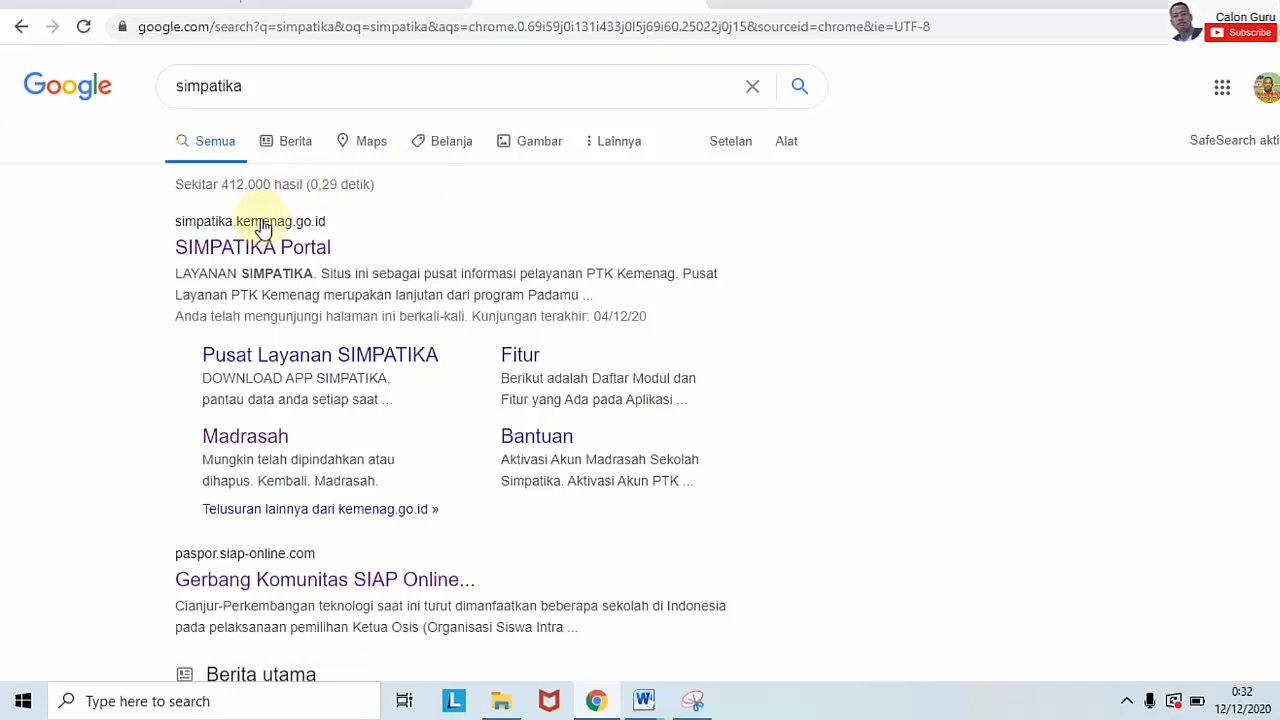 google.com/search?q=simpatika&oq=simpatika&aqs=chrome.0.69i59j0i131i433j0l5j69i60.25022j0j15&sourceid=chrome&ie=UTF-8
Calon Guru
Subscribe
Google
simpatika
Semua Berita Maps Belanja Gambar Lainnya Setelan Alat SafeSearch akti
Sekitar 412.000 hasil (0,29 detik)
simpatika.kemenag.go.id
SIMPATIKA Portal
LAYANAN SIMPATIKA. Situs ini sebagai pusat informasi pelayanan PTK Kemenag. Pusat
Layanan PTK Kemenag merupakan lanjutan dari program Padamu ...
Anda telah mengunjungi halaman ini berkali-kali. Kunjungan terakhir: 04/12/20
Pusat Layanan SIMPATIKA
DOWNLOAD APP SIMPATIKA,
pantau data anda setiap saat ...
Fitur
Berikut adalah Daftar Modul dan
Fitur yang Ada pada Aplikasi ...
Madrasah
Mungkin telah dipindahkan atau
dihapus. Kembali. Madrasah.
Bantuan
Aktivasi Akun Madrasah Sekolah
Simpatika. Aktivasi Akun PTK ...
Telusuran lainnya dari kemenag.go.id »
paspor.siap-online.com
Gerbang Komunitas SIAP Online...
Cianjur-Perkembangan teknologi saat ini turut dimanfaatkan beberapa sekolah di Indonesia
pada pelaksanaan pemilihan Ketua Osis (Organisasi Siswa Intra ...
Berita utama
Type here to search
L
W
0:32
12/12/2020